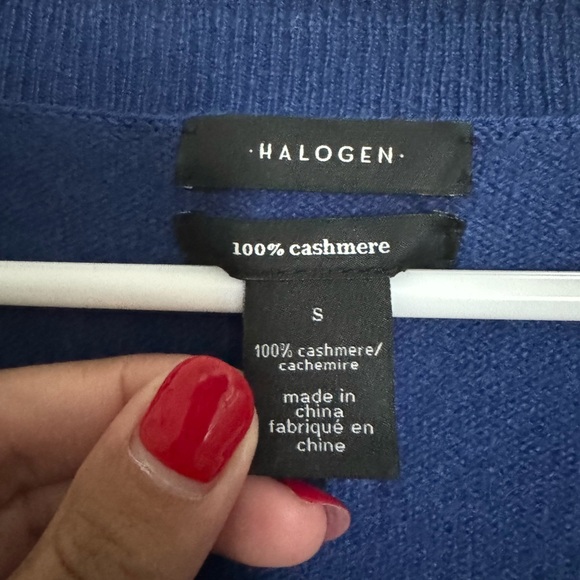 ·HALOGEN·
100% cashmere
S
100% cashmere/
cachemire
made in
china
fabriqué en
chine